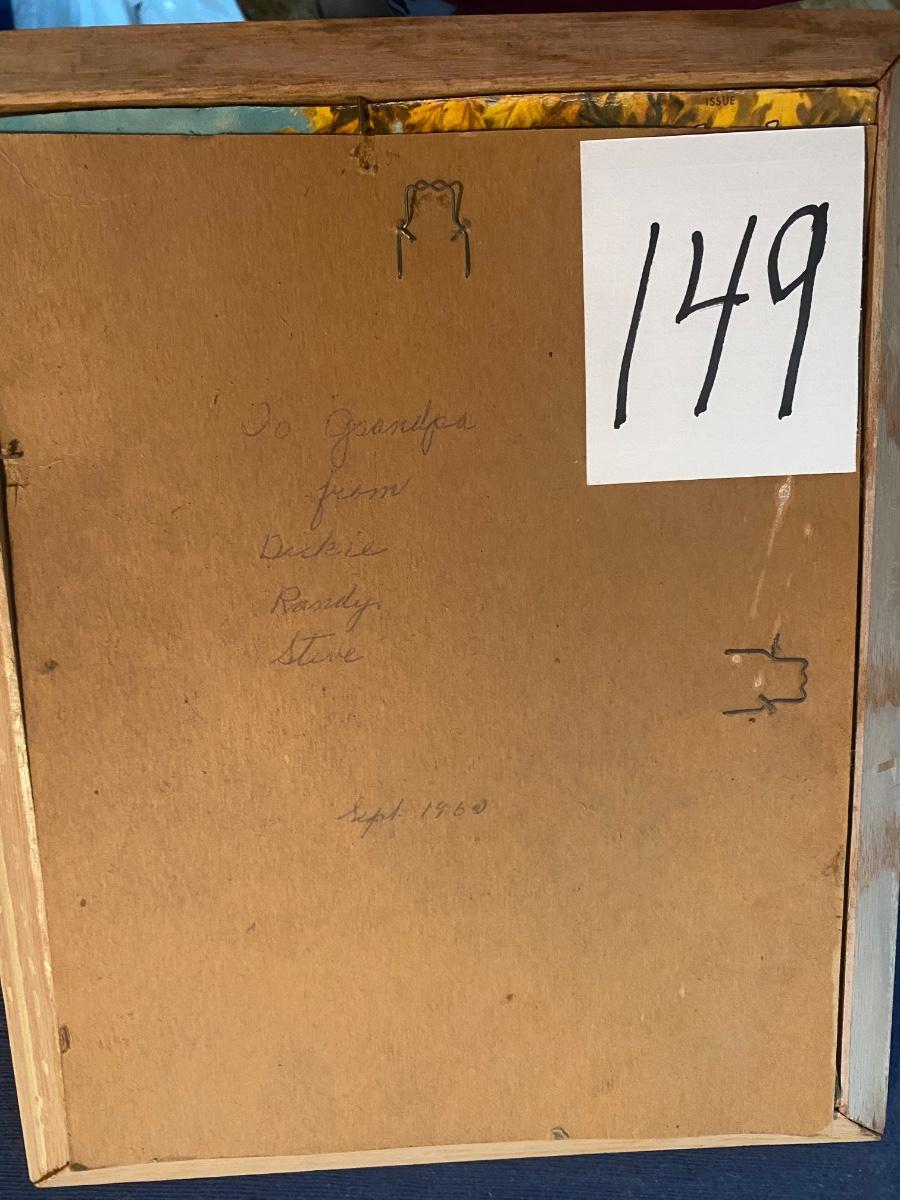 ISSUE
149
To Grandpa
from
Dickie
Randy
Steve
Sept. 1960